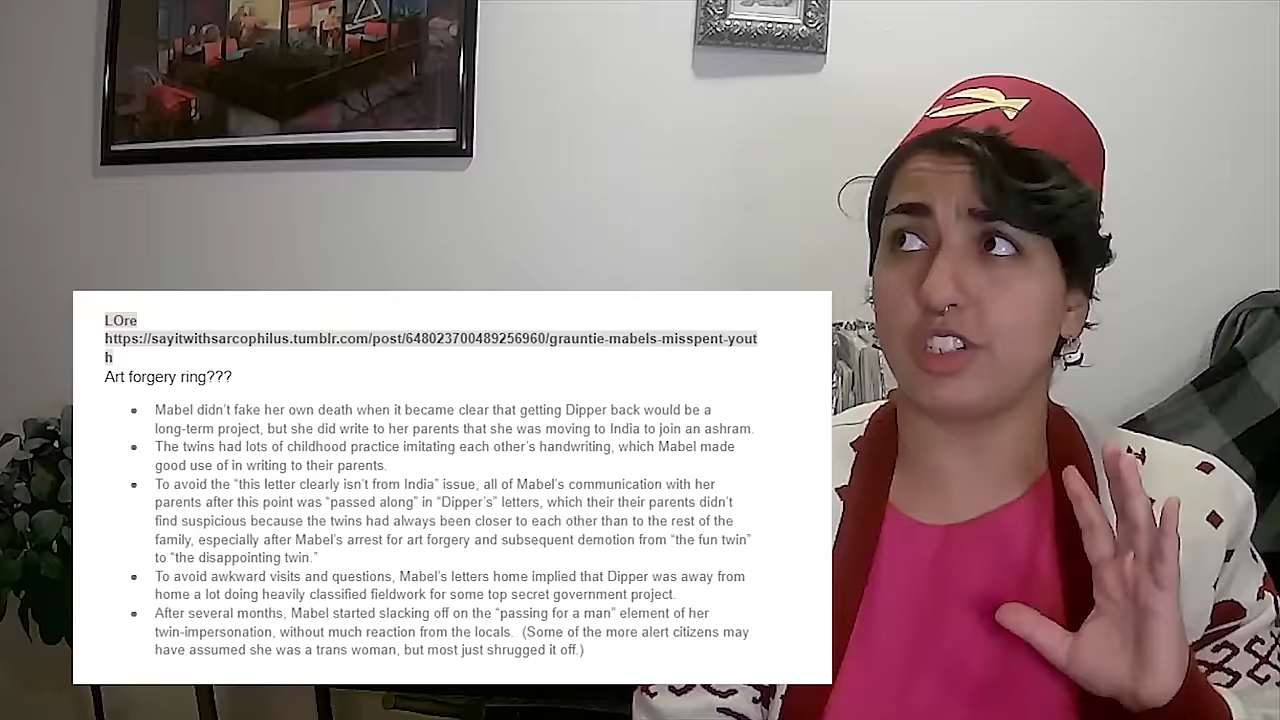 LOre
https://sayitwithsarcophilus.tumblr.com/post/648023700489256960/grauntie-mabels-misspent-yout
h
Art forgery ring???
Mabel didn't fake her own death when it became clear that getting Dipper back would be a
long-term project, but she did write to her parents that she was moving to India to join an ashram.
The twins had lots of childhood practice imitating each other's handwriting, which Mabel made
good use of in writing to their parents.
To avoid the “this letter clearly isn't from India” issue, all of Mabel's communication with her
parents after this point was “passed along” in “Dipper's” letters, which their their parents didn't
find suspicious because the twins had always been closer to each other than to the rest of the
family, especially after Mabel's arrest for art forgery and subsequent demotion from “the fun twin”
to “the disappointing twin.”
To avoid awkward visits and questions, Mabel's letters home implied that Dipper was away from
home a lot doing heavily classified fieldwork for some top secret government project.
After several months, Mabel started slacking off on the “passing for a man” element of her
twin-impersonation, without much reaction from the locals. (Some of the more alert citizens may
have assumed she was a trans woman, but most just shrugged it off.)